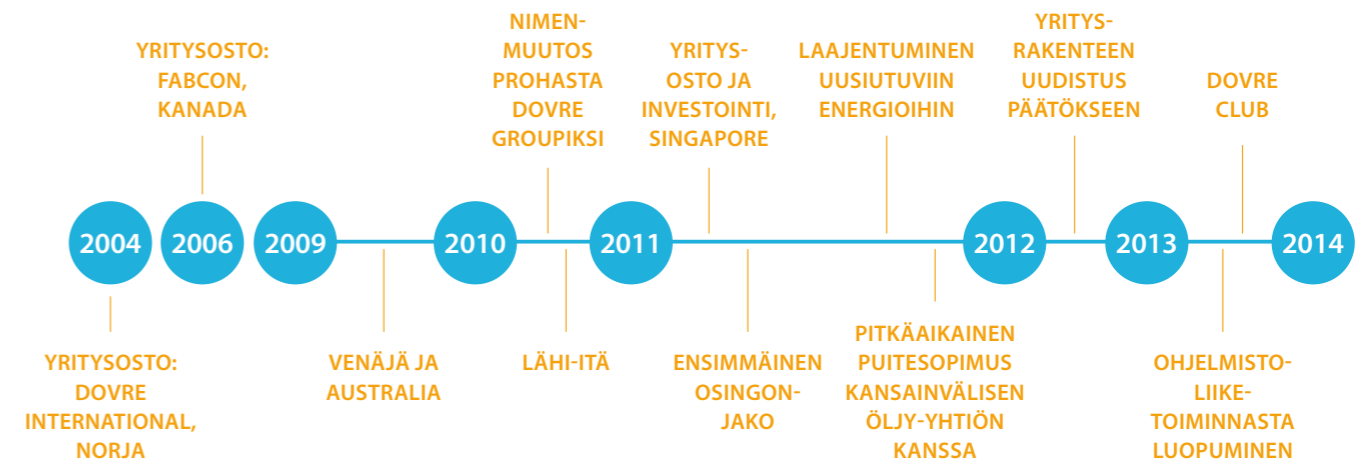 YRITYSOSTO:
FABCON,
KANADA
NIMEN-
MUUTOS
PROHASTA
DOVRE
GROUPIKSI
YRITYS-
OSTO JA
INVESTOINTI,
SINGAPORE
LAAJENTUMINEN
UUSIUTUVIIN
ENERGIOIHIN
YRITYS-
RAKENTEEN
UUDISTUS
PÄÄTÖKSEEN
DOVRE
CLUB
2004
2006
2009
2010
2011
2012
2013
2014
YRITYSOSTO:
DOVRE
INTERNATIONAL,
NORJA
VENÄJÄ JA
AUSTRALIA
LÄHI-ITÄ
ENSIMMÄINEN
OSINGON-
JAKO
PITKÄAIKAINEN
PUITESOPIMUS
KANSAINVÄLISEN
ÖLJY-YHTIÖN
KANSSA
OHJELMISTO-
LIIKE-
TOIMINNASTA
LUOPUMINEN